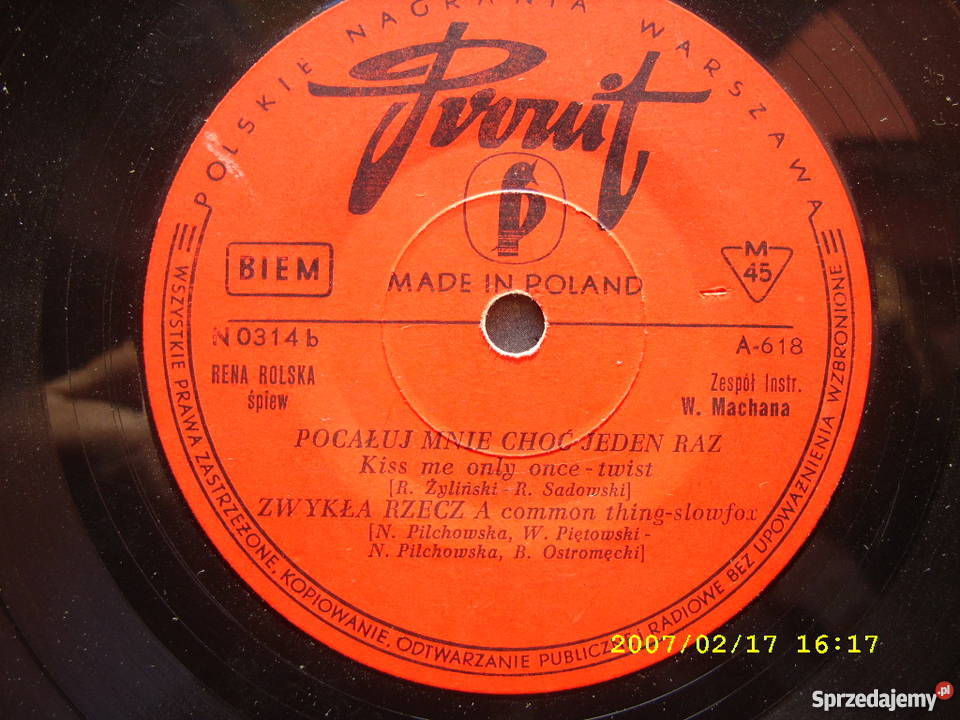 POLSKIE NAGRANIA WARSZAWA
Pronit
BIEM
MADE IN POLAND
M
45
N 0314 b
A-618
RENA ROLSKA
śpiew
Zespół Instr.
W. Machana
POCAŁUJ MNIE CHOĆ JEDEN RAZ
Kiss me only once - twist
[R. Żyliński - R. Sadowski]
ZWYKŁA RZECZ A common thing-slowfox
[N. Pilchowska, W. Piętowski -
N. Pilchowska, B. Ostromęcki]
WSZYSTKIE PRAWA ZASTRZEŻONE, KOPIOWANIE, ODTWARZANIE PUBLICZNE I RADIOWE BEZ UPOWAŻNIENIA WZBRONIONE
2007/02/17 16:17
Sprzedajemy.pl